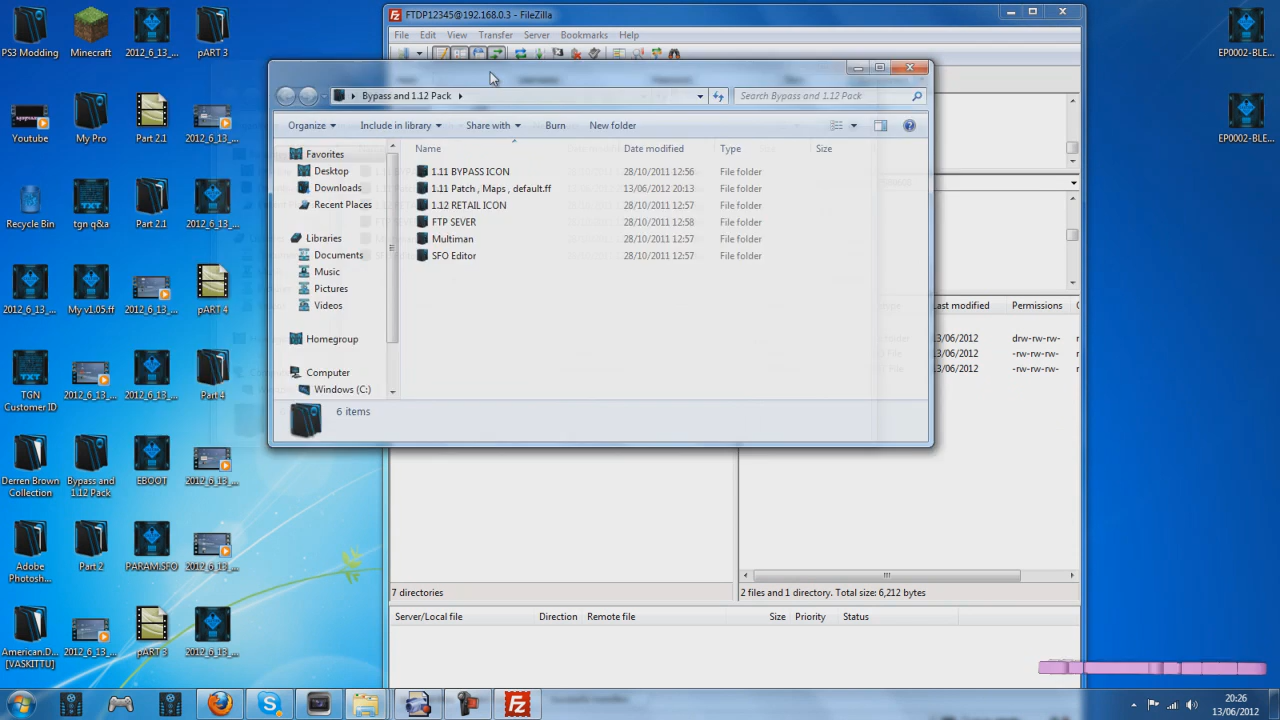 FTDP12345@192.168.0.3 - FileZilla
File Edit View Transfer Server Bookmarks Help
Bypass and 1.12 Pack
Search Bypass and 1.12 Pack
Organize Include in library Share with Burn New folder
Name Date modified Type Size
Favorites
Desktop
Downloads
Recent Places
Libraries
Documents
Music
Pictures
Videos
Homegroup
Computer
Windows (C:)
1.11 BYPASS ICON 28/10/2011 12:56 File folder
1.11 Patch , Maps , default.ff 13/06/2012 20:13 File folder
1.12 RETAIL ICON 28/10/2011 12:57 File folder
FTP SEVER 28/10/2011 12:58 File folder
Multiman 28/10/2011 12:57 File folder
SFO Editor 28/10/2011 12:57 File folder
6 items
Last modified Permissions
13/06/2012 drw-rw-rw-
13/06/2012 -rw-rw-rw-
13/06/2012 -rw-rw-rw-
7 directories
2 files and 1 directory. Total size: 6,212 bytes
Server/Local file Direction Remote file Size Priority Status
PS3 Modding Minecraft 2012_6_13_... pART 3
Youtube My Pro Part 2.1 2012_6_13_...
Recycle Bin tgn q&a Part 2.1 2012_6_13_...
2012_6_13_... My v1.05.ff 2012_6_13_... pART 4
TGN Customer ID 2012_6_13_... 2012_6_13_... Part 4
Derren Brown Collection Bypass and 1.12 Pack EBOOT 2012_6_13_...
Adobe Photosh... Part 2 PARAM.SFO 2012_6_13_...
American.D... [VASKITTU] 2012_6_13_... pART 3 2012_6_13_...
EP0002-BLE...
EP0002-BLE...
20:26
13/06/2012